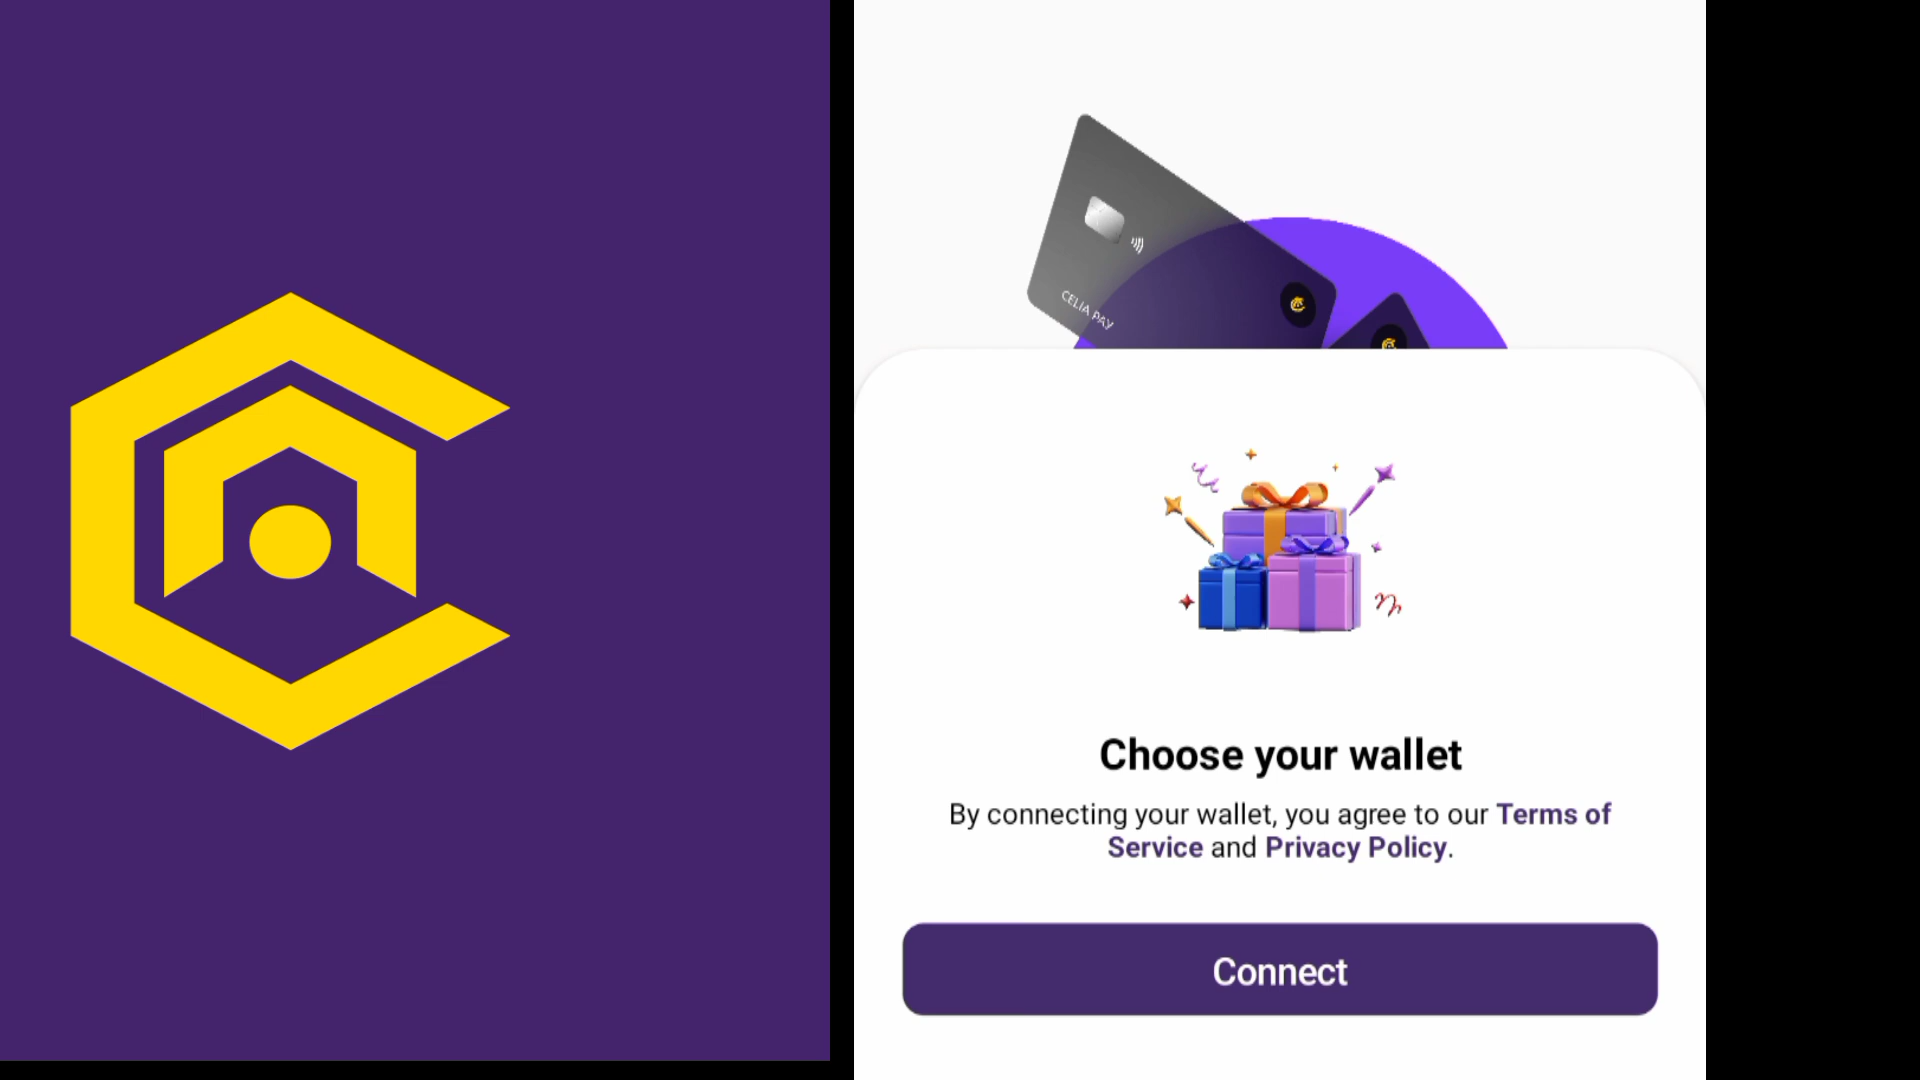 CELIA PAY
Choose your wallet
By connecting your wallet, you agree to our Terms of
Service and Privacy Policy.
Connect